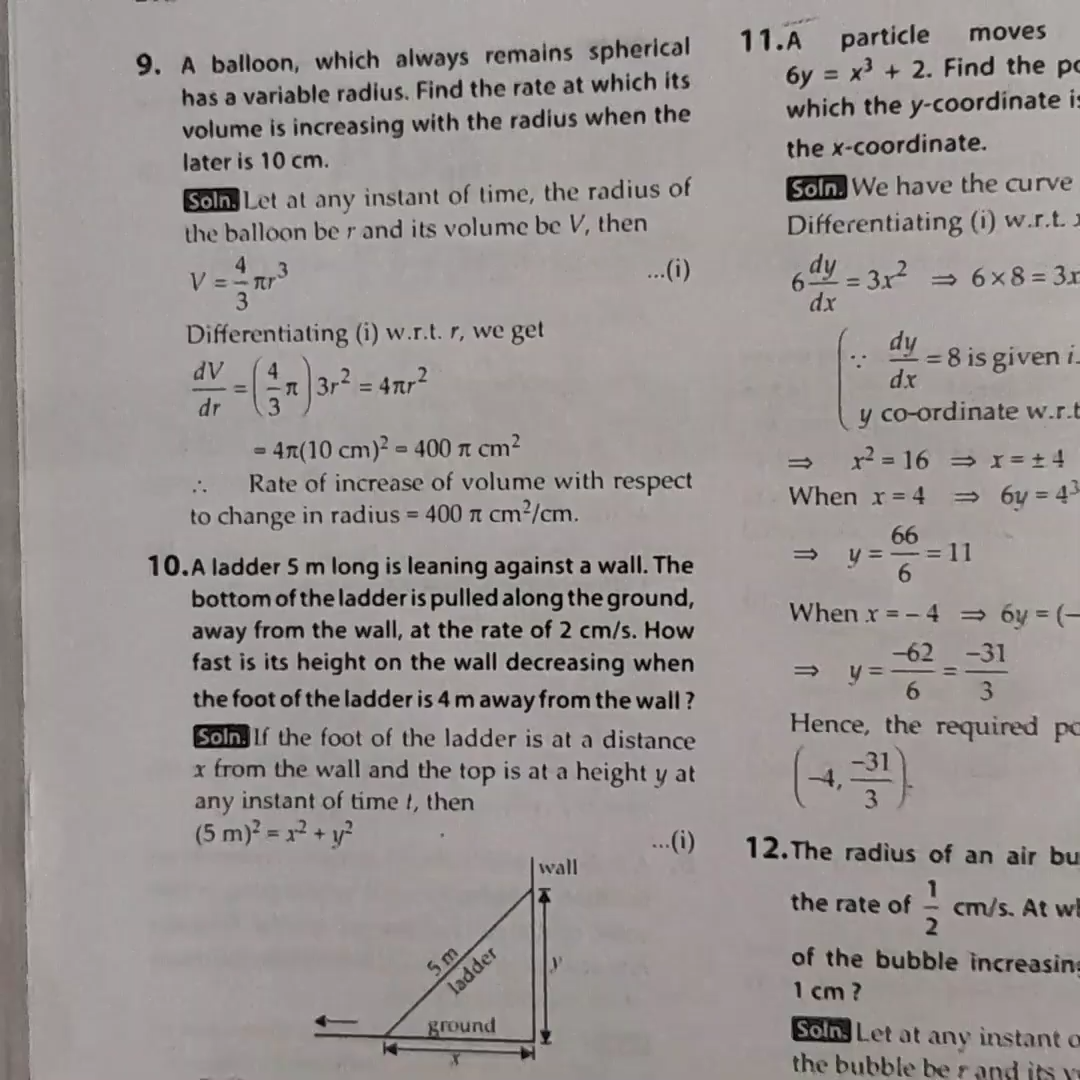 9. A balloon, which always remains spherical
has a variable radius. Find the rate at which its
volume is increasing with the radius when the
later is 10 cm.
Soln. Let at any instant of time, the radius of
the balloon be r and its volume be V, then
V = 4/3 πr³ ...(i)
Differentiating (i) w.r.t. r, we get
dV/dr = (4/3 π) 3r² = 4πr²
= 4π(10 cm)² = 400 π cm²
∴ Rate of increase of volume with respect
to change in radius = 400 π cm²/cm.
10. A ladder 5 m long is leaning against a wall. The
bottom of the ladder is pulled along the ground,
away from the wall, at the rate of 2 cm/s. How
fast is its height on the wall decreasing when
the foot of the ladder is 4 m away from the wall ?
Soln. If the foot of the ladder is at a distance
x from the wall and the top is at a height y at
any instant of time t, then
(5 m)² = x² + y² ...(i)
wall
5 m
ladder
y
ground
x
11. A particle moves
6y = x³ + 2. Find the
which the y-coordinate
the x-coordinate.
Soln. We have the curve
Differentiating (i) w.r.t.
6 dy/dx = 3x² ⇒ 6 × 8 = 3x
(∵ dy/dx = 8 is given
y co-ordinate w.r.t
⇒ x² = 16 ⇒ x = ± 4
When x = 4 ⇒ 6y = 4³
⇒ y = 66/6 = 11
When x = – 4 ⇒ 6y = (–
⇒ y = –62/6 = –31/3
Hence, the required
(–4, –31/3).
12. The radius of an air
the rate of 1/2 cm/s. At
of the bubble increasing
1 cm ?
Soln. Let at any instant
the bubble be r and its